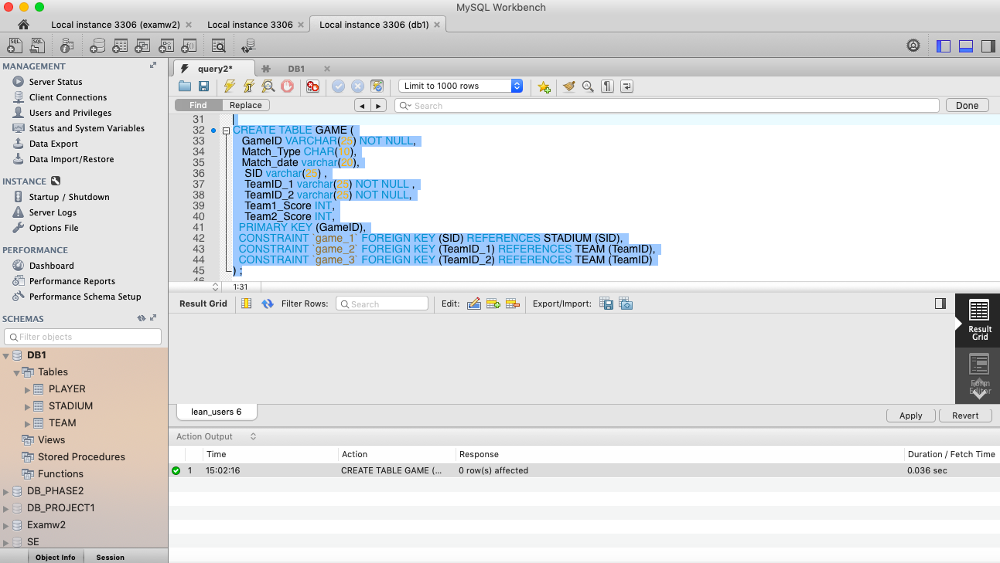 MySQL Workbench
Local instance 3306 (examw2)
Local instance 3306
Local instance 3306 (db1)
MANAGEMENT
Server Status
Client Connections
Users and Privileges
Status and System Variables
Data Export
Data Import/Restore
INSTANCE
Startup / Shutdown
Server Logs
Options File
PERFORMANCE
Dashboard
Performance Reports
Performance Schema Setup
SCHEMAS
Filter objects
DB1
Tables
PLAYER
STADIUM
TEAM
Views
Stored Procedures
Functions
DB_PHASE2
DB_PROJECT1
Examw2
SE
Object Info Session
query2* DB1
Limit to 1000 rows
Find Replace Search Done
31
32 CREATE TABLE GAME (
33 GameID VARCHAR(25) NOT NULL,
34 Match_Type CHAR(10),
35 Match_date varchar(20),
36 SID varchar(25) ,
37 TeamID_1 varchar(25) NOT NULL ,
38 TeamID_2 varchar(25) NOT NULL,
39 Team1_Score INT,
40 Team2_Score INT,
41 PRIMARY KEY (GameID),
42 CONSTRAINT `game_1` FOREIGN KEY (SID) REFERENCES STADIUM (SID),
43 CONSTRAINT `game_2` FOREIGN KEY (TeamID_1) REFERENCES TEAM (TeamID),
44 CONSTRAINT `game_3` FOREIGN KEY (TeamID_2) REFERENCES TEAM (TeamID)
45 ) ;
46
1:31
Result Grid Filter Rows: Search Edit: Export/Import:
Result
Grid
Form
Editor
lean_users 6
Apply Revert
Action Output
Time Action Response Duration / Fetch Time
1 15:02:16 CREATE TABLE GAME (... 0 row(s) affected 0.036 sec